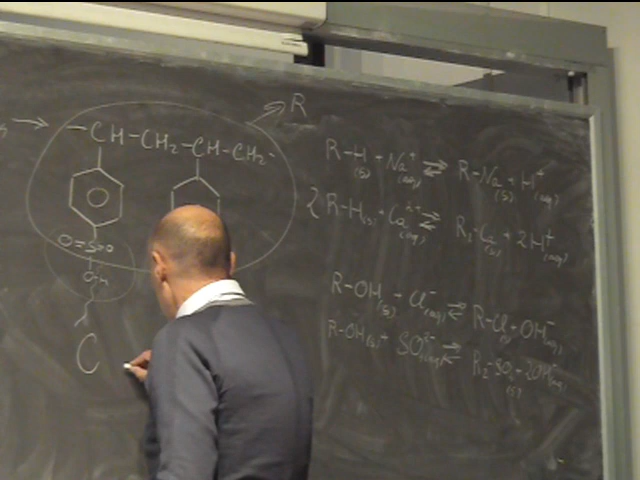 → -CH-CH2-CH-CH2-
R
O=S=O
O-H
C
R-H(s) + Na+(aq) ⇌ R-Na(s) + H+(aq)
2R-H(s) + Ca2+(aq) ⇌ R2-Ca(s) + 2H+(aq)
R-OH(s) + Cl-(aq) ⇌ R-Cl(s) + OH-(aq)
R-OH(s) + SO42-(aq) ⇌ R2-SO4(s) + 2OH-(aq)